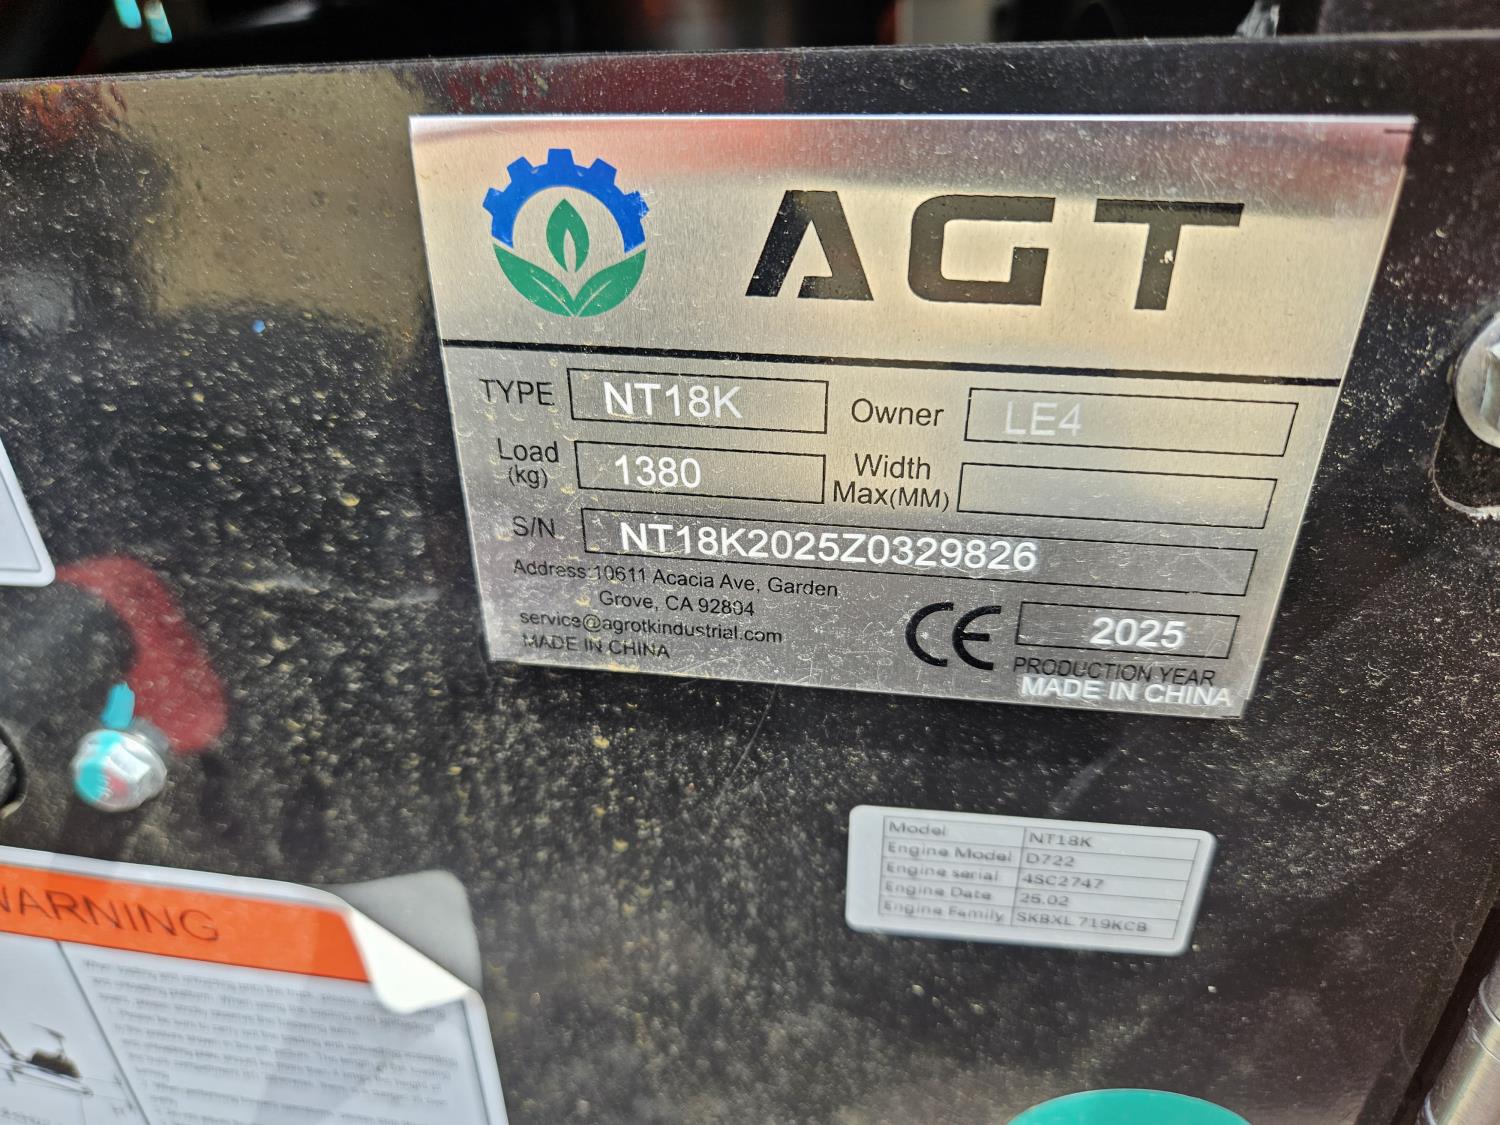 AGT
TYPE NT18K Owner LE4
Load (kg) 1380 Width Max(MM)
S/N NT18K2025Z0329826
Address:10611 Acacia Ave, Garden
Grove, CA 92804
service@agrotkindustrial.com
MADE IN CHINA
CE 2025
PRODUCTION YEAR
MADE IN CHINA
Model NT18K
Engine Model D722
Engine serial 4SC2747
Engine Date 25.02
Engine Family SKBXL.719KCB
WARNING